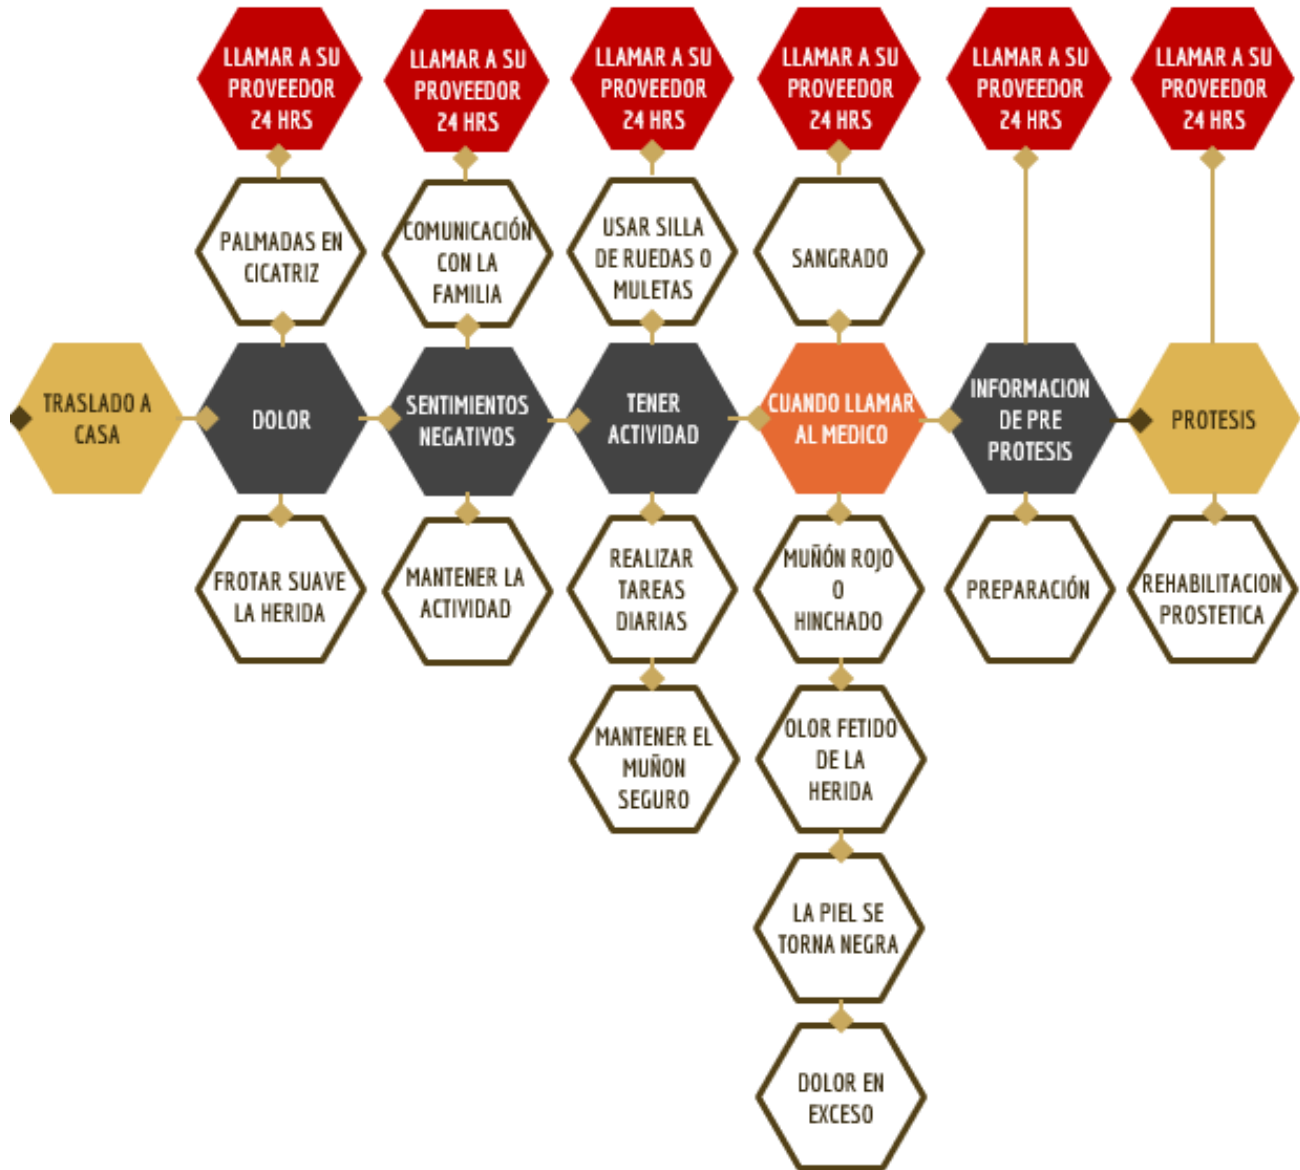 LLAMAR A SU
PROVEEDOR
24 HRS
LLAMAR A SU
PROVEEDOR
24 HRS
LLAMAR A SU
PROVEEDOR
24 HRS
LLAMAR A SU
PROVEEDOR
24 HRS
LLAMAR A SU
PROVEEDOR
24 HRS
LLAMAR A SU
PROVEEDOR
24 HRS
PALMADAS EN
CICATRIZ
COMUNICACIÓN
CON LA
FAMILIA
USAR SILLA
DE RUEDAS O
MULETAS
SANGRADO
TRASLADO A
CASA
DOLOR
SENTIMIENTOS
NEGATIVOS
TENER
ACTIVIDAD
CUANDO LLAMAR
AL MEDICO
INFORMACION
DE PRE
PROTESIS
PROTESIS
FROTAR SUAVE
LA HERIDA
MANTENER LA
ACTIVIDAD
REALIZAR
TAREAS
DIARIAS
MUÑÓN ROJO
O
HINCHADO
PREPARACIÓN
REHABILITACION
PROSTETICA
MANTENER EL
MUÑON
SEGURO
OLOR FETIDO
DE LA
HERIDA
LA PIEL SE
TORNA NEGRA
DOLOR EN
EXCESO